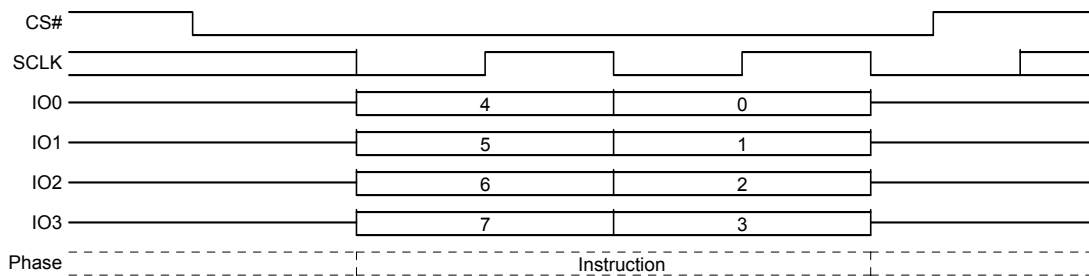 CS#
SCLK
IO0 4 0
IO1 5 1
IO2 6 2
IO3 7 3
Phase Instruction